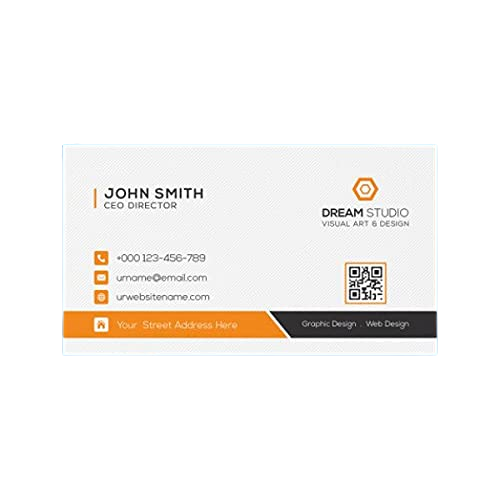 JOHN SMITH
CEO DIRECTOR
DREAM STUDIO
VISUAL ART & DESIGN
+000 123-456-789
urname@email.com
urwebsitename.com
Your Street Address Here
Graphic Design . Web Design